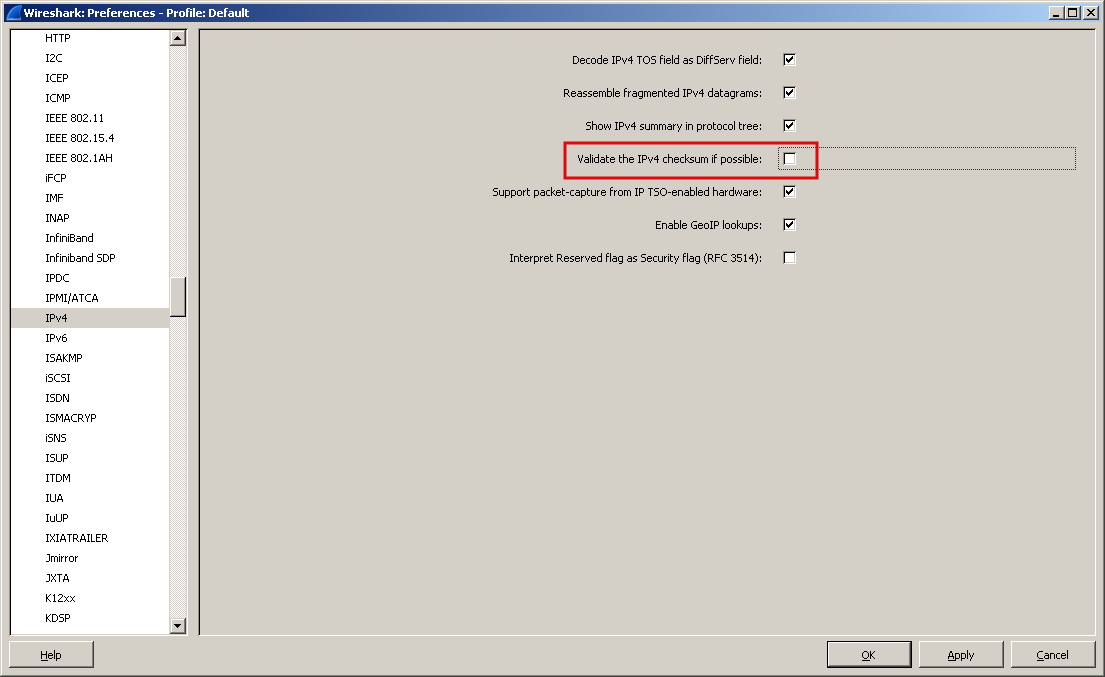 Wireshark: Preferences - Profile: Default
HTTP
I2C
ICEP
ICMP
IEEE 802.11
IEEE 802.15.4
IEEE 802.1AH
iFCP
IMF
INAP
InfiniBand
Infiniband SDP
IPDC
IPMI/ATCA
IPv4
IPv6
ISAKMP
iSCSI
ISDN
ISMACRYP
iSNS
ISUP
ITDM
IUA
IuUP
IXIATRAILER
Jmirror
JXTA
K12xx
KDSP
Decode IPv4 TOS field as DiffServ field:
Reassemble fragmented IPv4 datagrams:
Show IPv4 summary in protocol tree:
Validate the IPv4 checksum if possible:
Support packet-capture from IP TSO-enabled hardware:
Enable GeoIP lookups:
Interpret Reserved flag as Security flag (RFC 3514):
Help
OK
Apply
Cancel